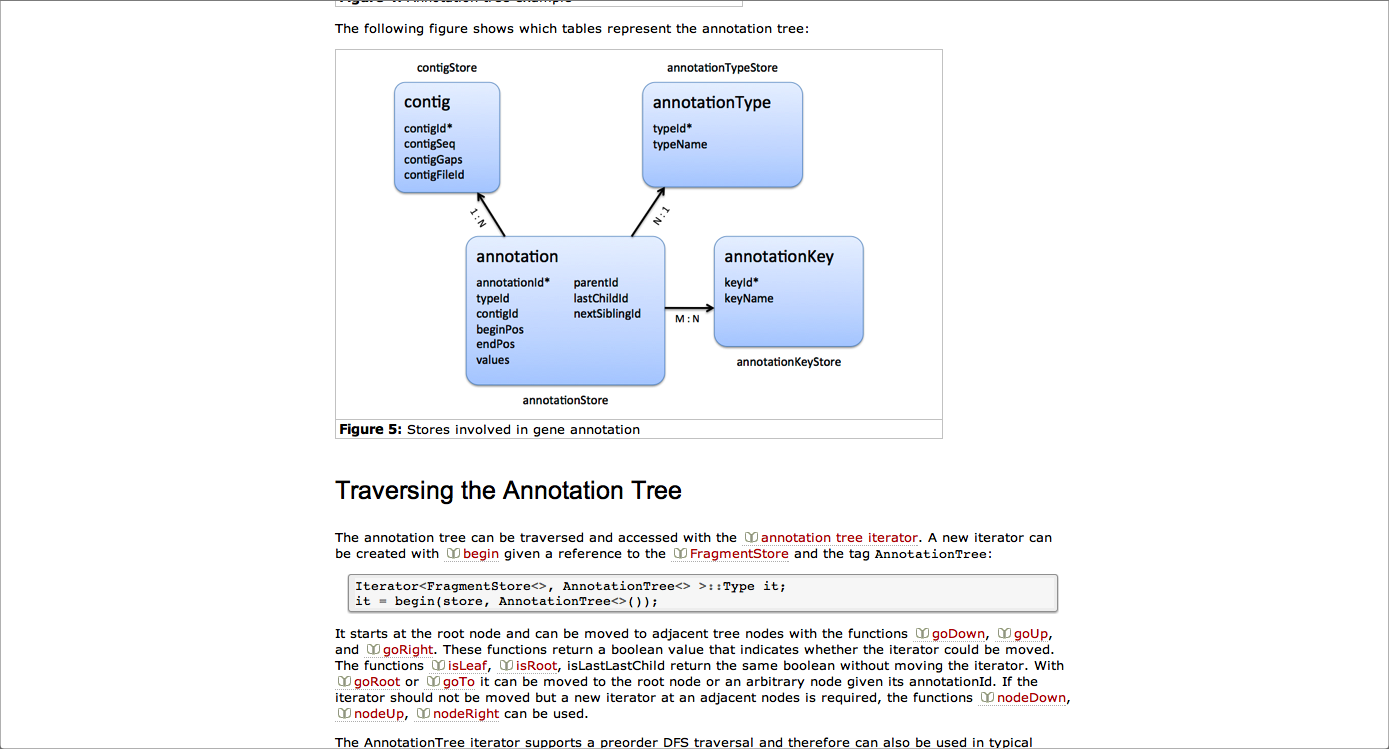 Figure 4: Annotation tree example
The following figure shows which tables represent the annotation tree:
contigStore
contig
contigId*
contigSeq
contigGaps
contigFileId
annotationTypeStore
annotationType
typeId*
typeName
1:N
N:1
annotation
annotationId*
typeId
contigId
beginPos
endPos
values
parentId
lastChildId
nextSiblingId
annotationStore
M:N
annotationKey
keyId*
keyName
annotationKeyStore
Figure 5: Stores involved in gene annotation
Traversing the Annotation Tree
The annotation tree can be traversed and accessed with the annotation tree iterator. A new iterator can
be created with begin given a reference to the FragmentStore and the tag AnnotationTree:
Iterator<FragmentStore<>, AnnotationTree<> >::Type it;
it = begin(store, AnnotationTree<>());
It starts at the root node and can be moved to adjacent tree nodes with the functions goDown, goUp,
and goRight. These functions return a boolean value that indicates whether the iterator could be moved.
The functions isLeaf, isRoot, isLastLastChild return the same boolean without moving the iterator. With
goRoot or goTo it can be moved to the root node or an arbitrary node given its annotationId. If the
iterator should not be moved but a new iterator at an adjacent nodes is required, the functions nodeDown,
nodeUp, nodeRight can be used.
The AnnotationTree iterator supports a preorder DFS traversal and therefore can also be used in typical